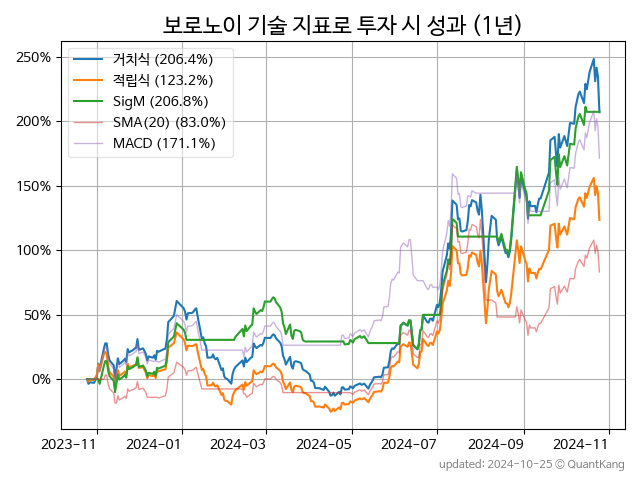 보로노이 기술 지표로 투자 시 성과 (1년)
거치식 (206.4%)
적립식 (123.2%)
SigM (206.8%)
SMA(20) (83.0%)
MACD (171.1%)
250%
200%
150%
100%
50%
0%
2023-11 2024-01 2024-03 2024-05 2024-07 2024-09 2024-11
updated: 2024-10-25 © QuantKang